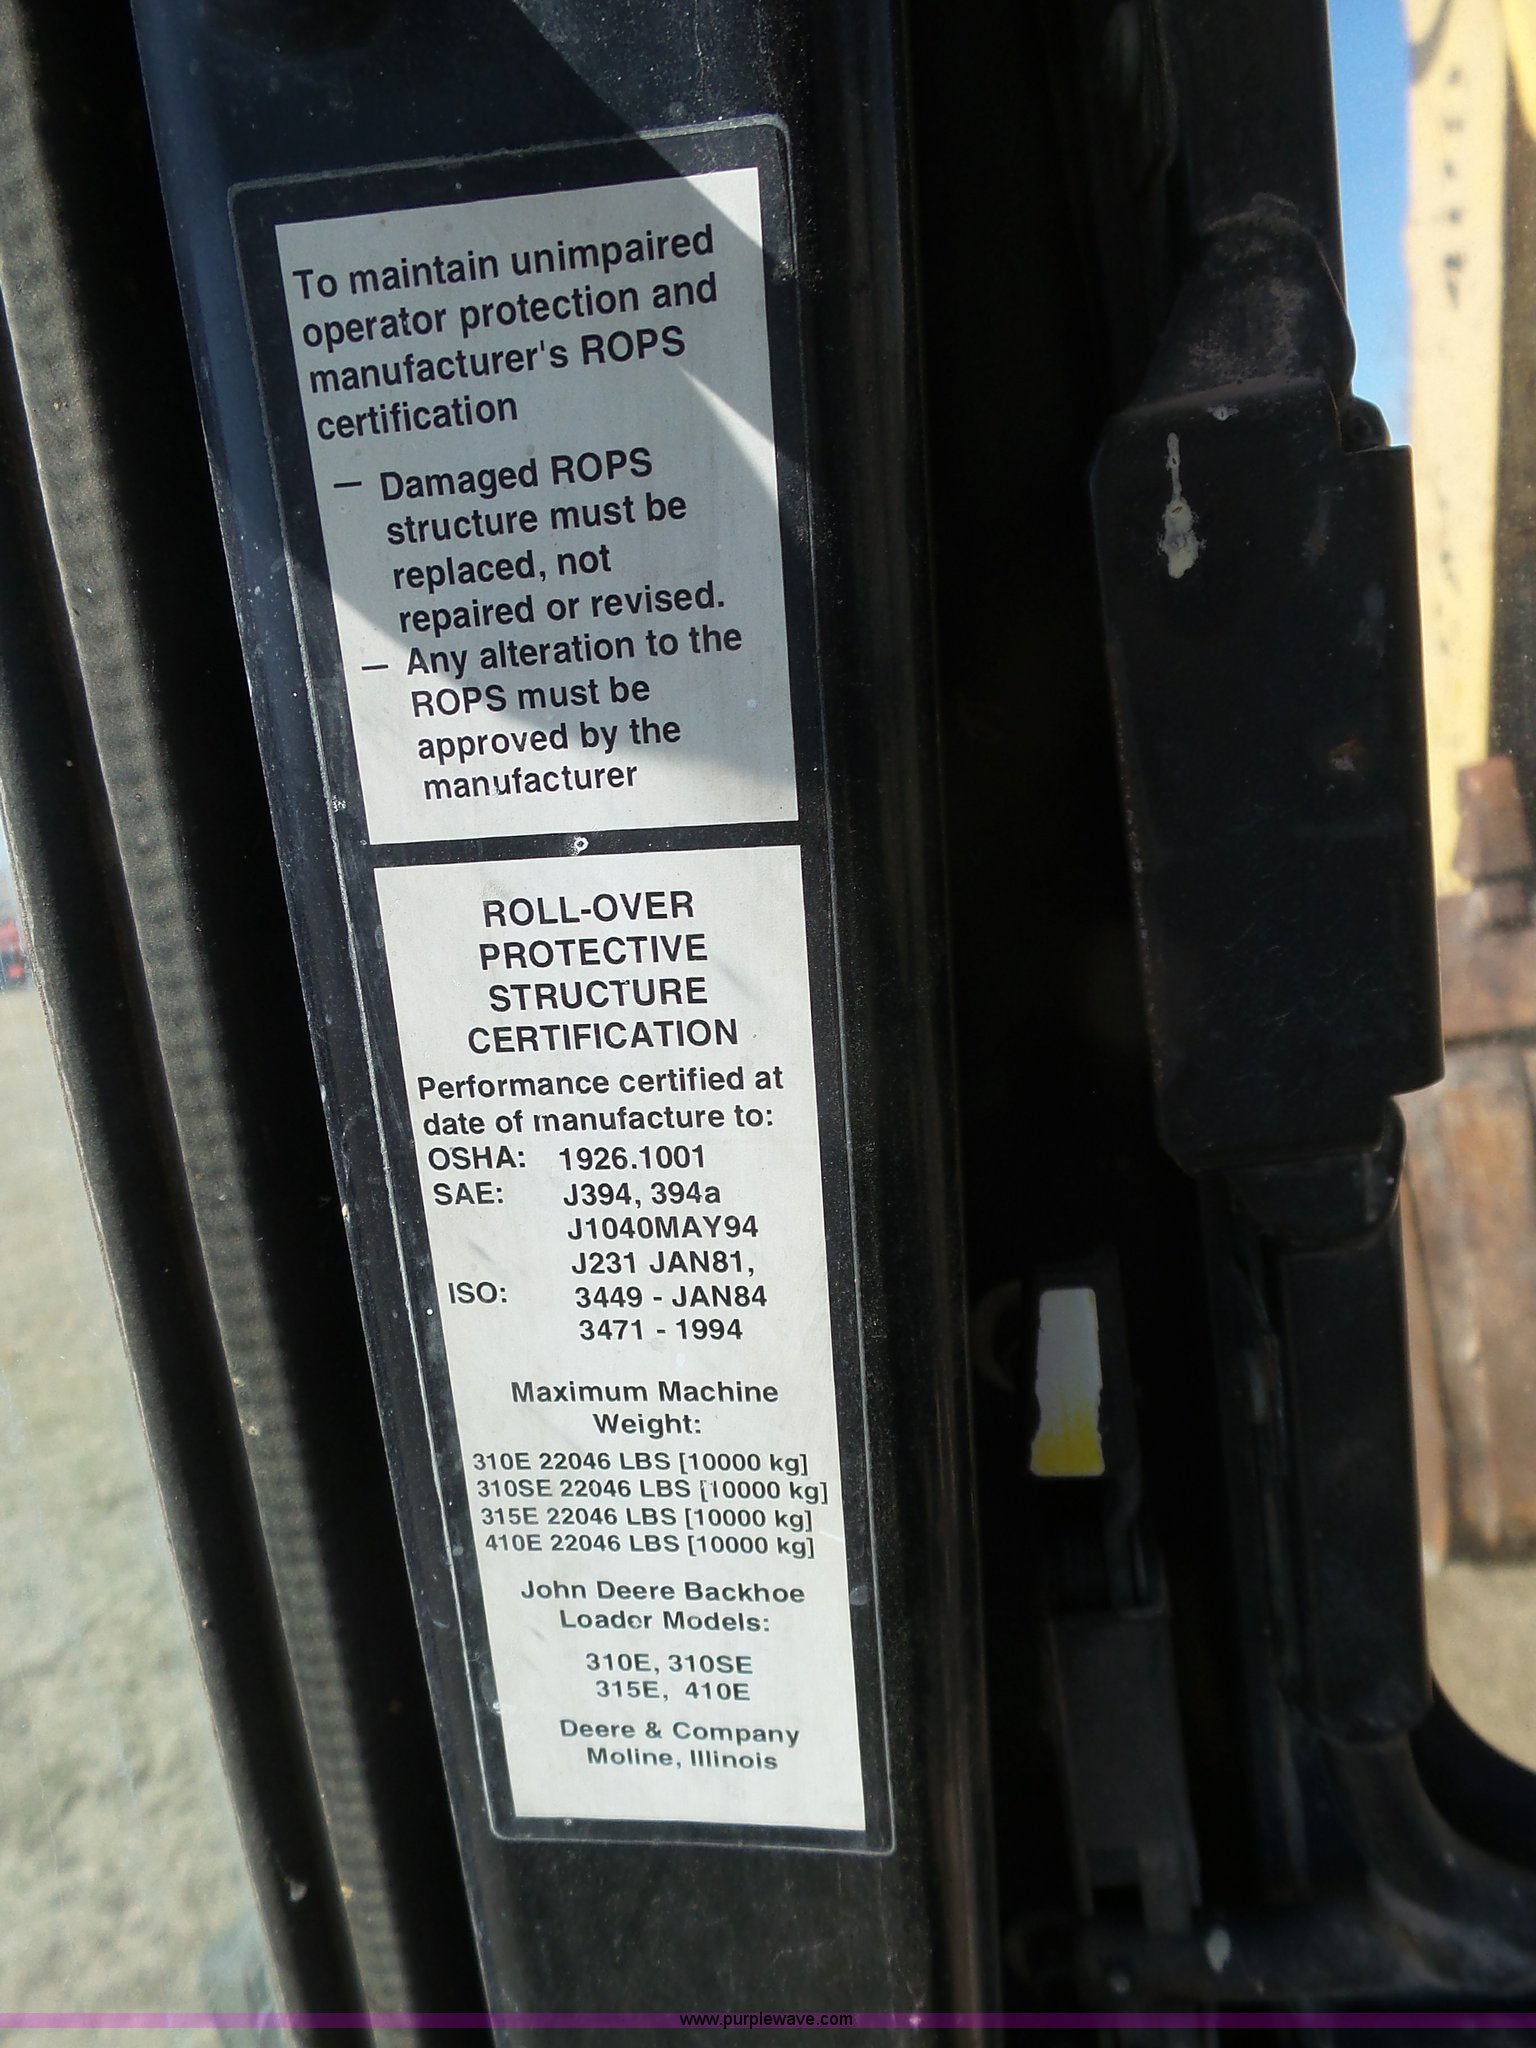 To maintain unimpaired
operator protection and
manufacturer's ROPS
certification
— Damaged ROPS
structure must be
replaced, not
repaired or revised.
— Any alteration to the
ROPS must be
approved by the
manufacturer
ROLL-OVER
PROTECTIVE
STRUCTURE
CERTIFICATION
Performance certified at
date of manufacture to:
OSHA: 1926.1001
SAE: J394, 394a
J1040MAY94
J231 JAN81,
ISO: 3449 - JAN84
3471 - 1994
Maximum Machine
Weight:
310E 22046 LBS [10000 kg]
310SE 22046 LBS [10000 kg]
315E 22046 LBS [10000 kg]
410E 22046 LBS [10000 kg]
John Deere Backhoe
Loader Models:
310E, 310SE
315E, 410E
Deere & Company
Moline, Illinois
www.purplewave.com